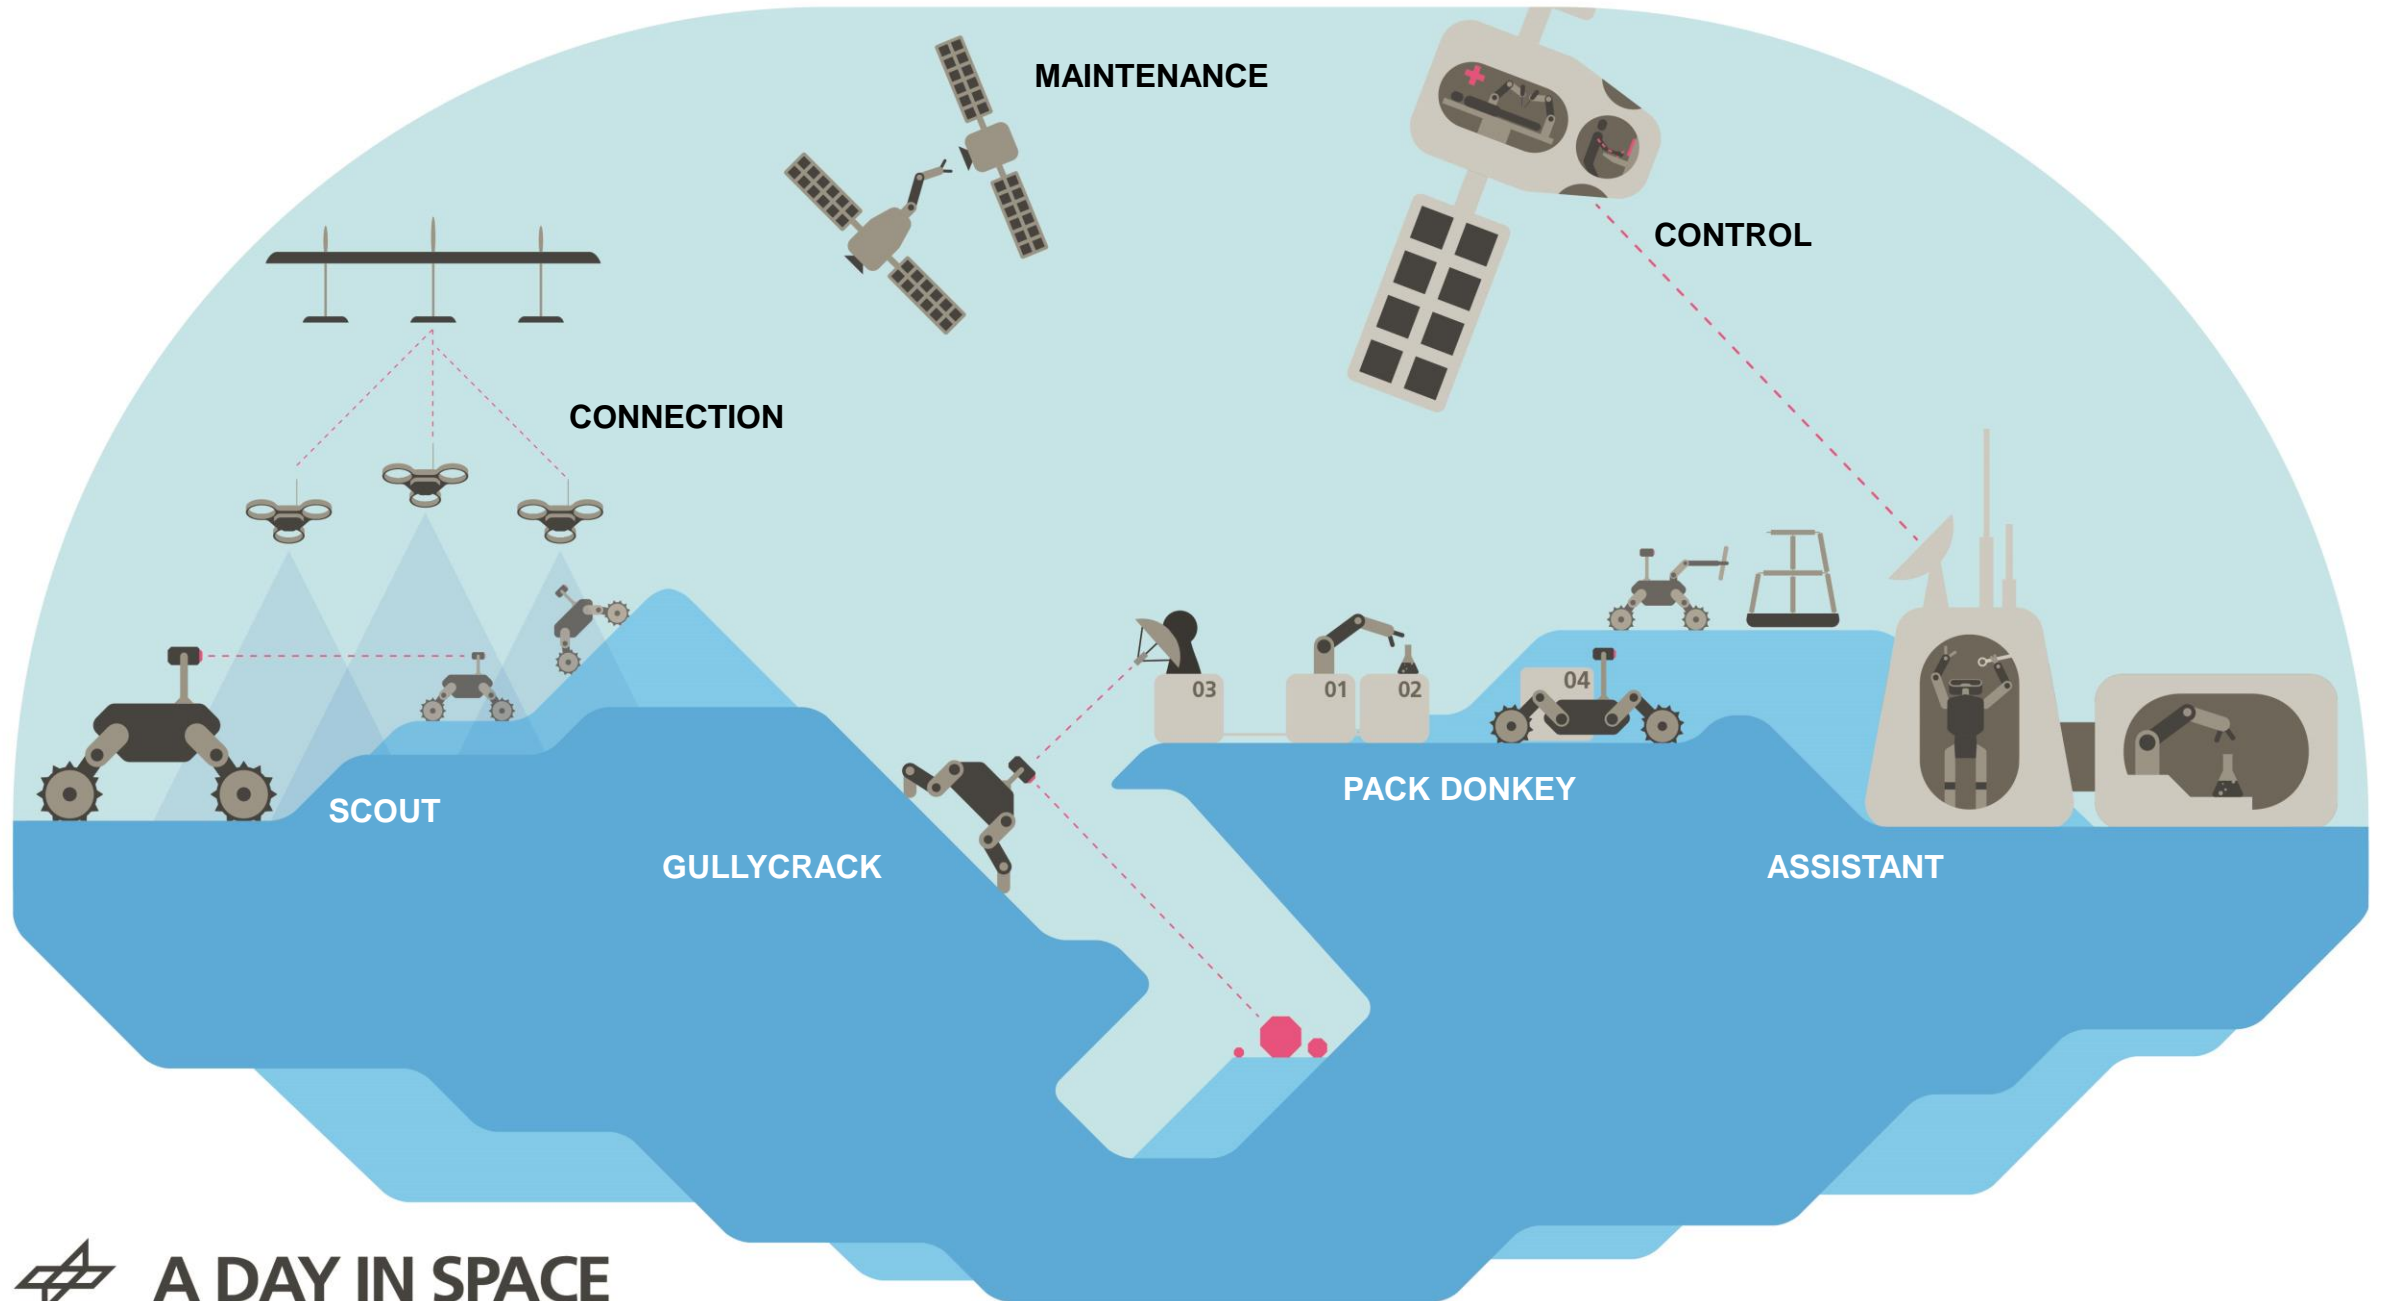 MAINTENANCE
CONTROL
CONNECTION
03
01
02
04
PACK DONKEY
SCOUT
GULLYCRACK
ASSISTANT
A DAY IN SPACE